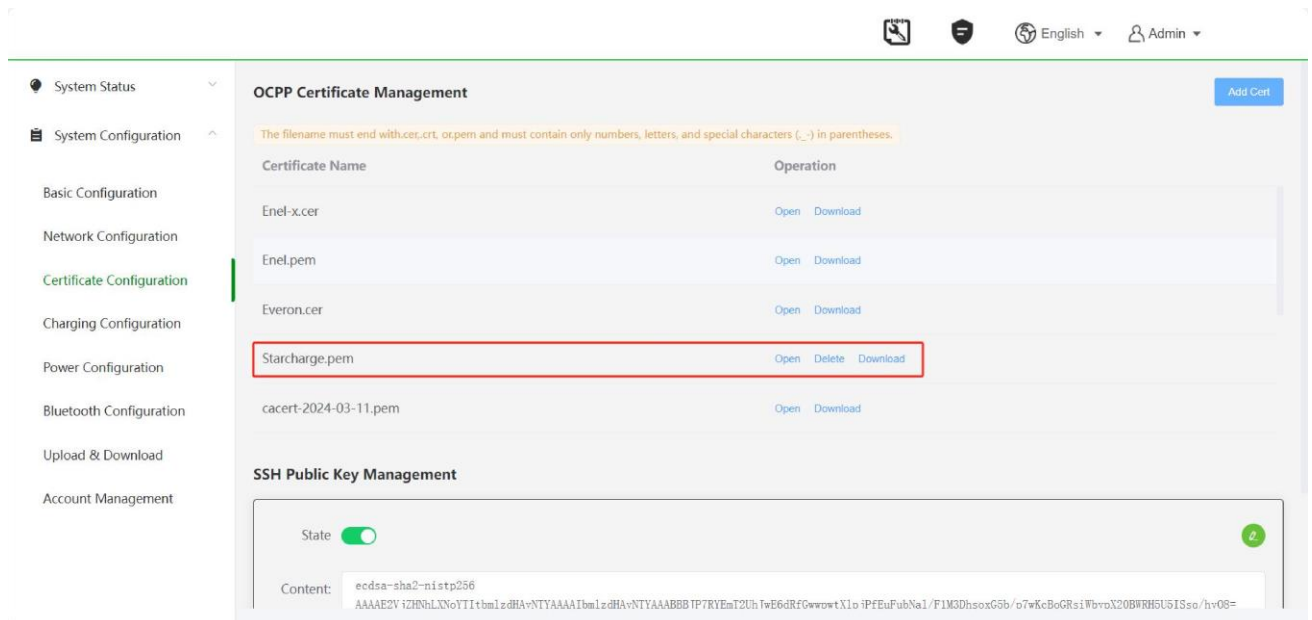 English Admin
System Status
System Configuration
Basic Configuration
Network Configuration
Certificate Configuration
Charging Configuration
Power Configuration
Bluetooth Configuration
Upload & Download
Account Management
OCPP Certificate Management Add Cert
The filename must end with.cer,.crt, or.pem and must contain only numbers, letters, and special characters (._-) in parentheses.
Certificate Name Operation
Enel-x.cer Open Download
Enel.pem Open Download
Everon.cer Open Download
Starcharge.pem Open Delete Download
cacert-2024-03-11.pem Open Download
SSH Public Key Management
State
Content: ecdsa-sha2-nistp256